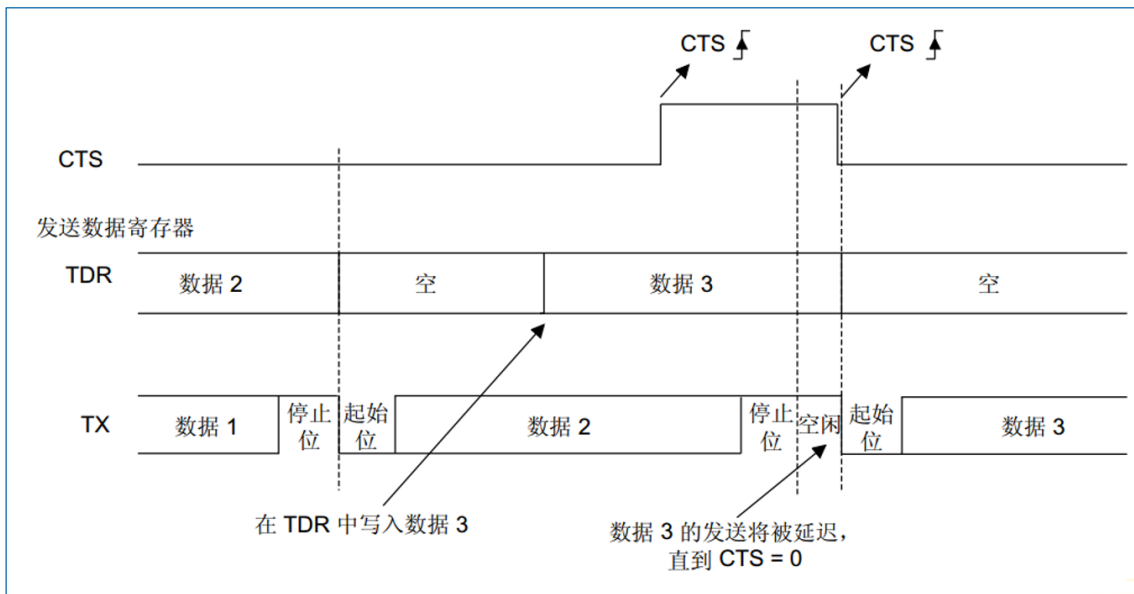 CTS
CTS
CTS
发送数据寄存器
TDR
数据 2
空
数据 3
空
TX
数据 1
停止
位
起始
位
数据 2
停止
位
空闲
起始
位
数据 3
在 TDR 中写入数据 3
数据 3 的发送将被延迟,
直到 CTS = 0